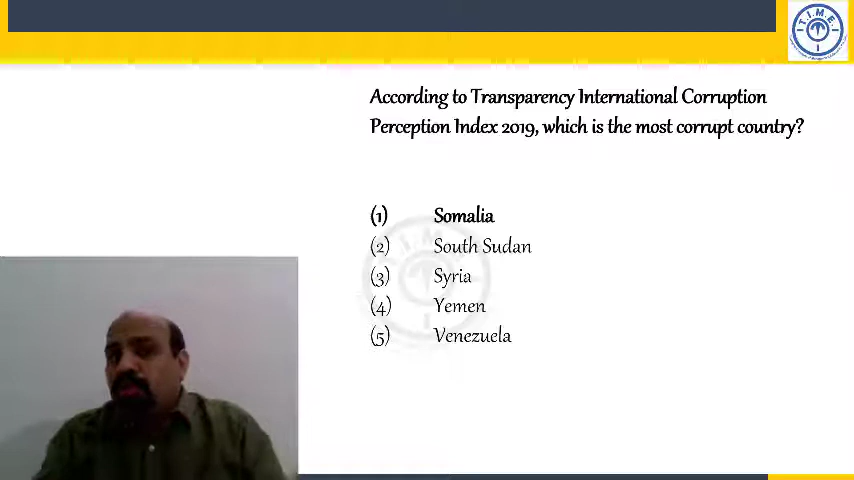 T.I.M.E.
According to Transparency International Corruption
Perception Index 2019, which is the most corrupt country?
(1) Somalia
(2) South Sudan
(3) Syria
(4) Yemen
(5) Venezuela